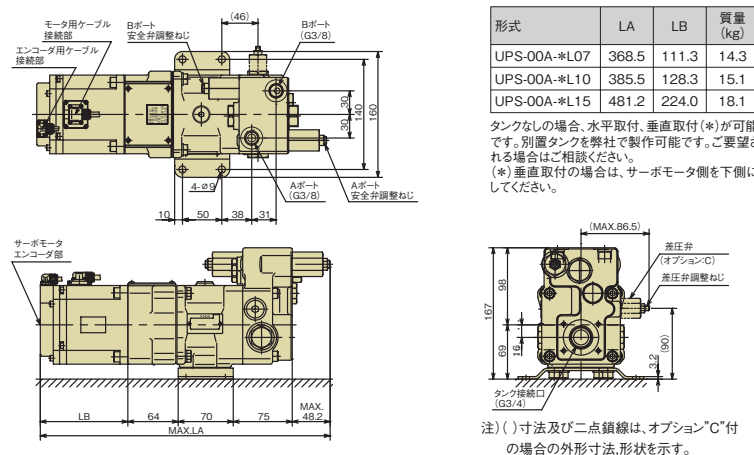 モータ用ケーブル
接続部
エンコーダ用ケーブル
接続部
Bポート
安全弁調整ねじ
(46)
Bポート
(G3/8)
30
30
140
160
4-ø9
Aポート
(G3/8)
Aポート
安全弁調整ねじ
10
50
38
31
形式 LA LB 質量
(kg)
UPS-00A-*L07 368.5 111.3 14.3
UPS-00A-*L10 385.5 128.3 15.1
UPS-00A-*L15 481.2 224.0 18.1
タンクなしの場合、水平取付、垂直取付(*)が可能
です。別置タンクを弊社で製作可能です。ご要望さ
れる場合はご相談ください。
(*)垂直取付の場合は、サーボモータ側を下側に
してください。
サーボモータ
エンコーダ部
LB
64
70
75
MAX.
48.2
MAX.LA
(MAX.86.5)
差圧弁
(オプション:C)
差圧弁調整ねじ
167
98
69
16
(90)
3.2
タンク接続口
(G3/4)
注)( )寸法及び二点鎖線は、オプション"C"付
の場合の外形寸法,形状を示す。